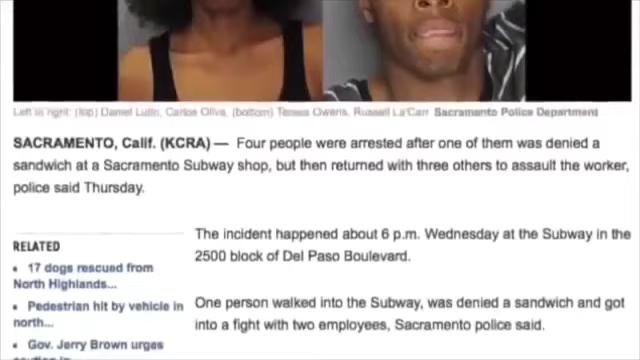 Left to right: (top) Daniel Lutin, Carlos Oliva, (bottom) Teresa Owens, Russell La'Carr Sacramento Police Department
SACRAMENTO, Calif. (KCRA) — Four people were arrested after one of them was denied a
sandwich at a Sacramento Subway shop, but then returned with three others to assault the worker,
police said Thursday.
The incident happened about 6 p.m. Wednesday at the Subway in the
2500 block of Del Paso Boulevard.
One person walked into the Subway, was denied a sandwich and got
into a fight with two employees, Sacramento police said.
RELATED
17 dogs rescued from
North Highlands...
Pedestrian hit by vehicle in
north...
Gov. Jerry Brown urges